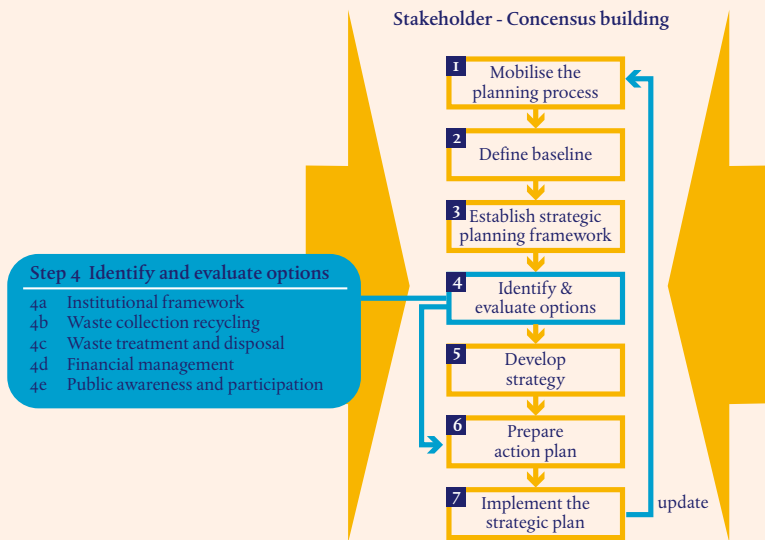 Stakeholder - Concensus building
1
Mobilise the
planning process
2
Define baseline
3
Establish strategic
planning framework
Step 4 Identify and evaluate options
4a Institutional framework
4b Waste collection recycling
4c Waste treatment and disposal
4d Financial management
4e Public awareness and participation
4
Identify &
evaluate options
5
Develop
strategy
6
Prepare
action plan
7
Implement the
strategic plan
update